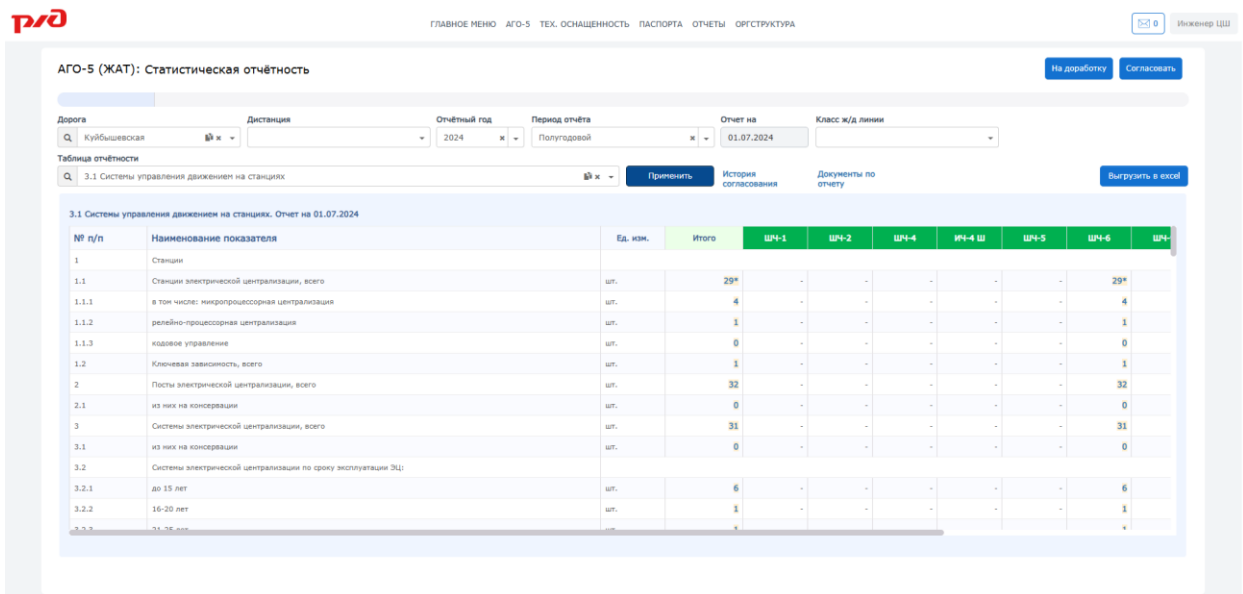 ржд
ГЛАВНОЕ МЕНЮ АГО-5 ТЕХ. ОСНАЩЕННОСТЬ ПАСПОРТА ОТЧЕТЫ ОРГСТРУКТУРА
0 Инженер ЦШ
АГО-5 (ЖАТ): Статистическая отчётность
На доработку Согласовать
Дорога Дистанция Отчётный год Период отчёта Отчет на Класс ж/д линии
Куйбышевская 2024 Полугодовой 01.07.2024
Таблица отчётности
3.1 Системы управления движением на станциях Применить История согласования Документы по отчету Выгрузить в excel
3.1 Системы управления движением на станциях. Отчет на 01.07.2024
№ п/п Наименование показателя Ед. изм. Итого ШЧ-1 ШЧ-2 ШЧ-4 ИЧ-4 Ш ШЧ-5 ШЧ-6 ШЧ-
1 Станции
1.1 Станции электрической централизации, всего шт. 29* - - - - - 29*
1.1.1 в том числе: микропроцессорная централизация шт. 4 - - - - - 4
1.1.2 релейно-процессорная централизация шт. 1 - - - - - 1
1.1.3 кодовое управление шт. 0 - - - - - 0
1.2 Ключевая зависимость, всего шт. 1 - - - - - 1
2 Посты электрической централизации, всего шт. 32 - - - - - 32
2.1 из них на консервации шт. 0 - - - - - 0
3 Системы электрической централизации, всего шт. 31 - - - - - 31
3.1 из них на консервации шт. 0 - - - - - 0
3.2 Системы электрической централизации по сроку эксплуатации ЭЦ:
3.2.1 до 15 лет шт. 6 - - - - - 6
3.2.2 16-20 лет шт. 1 - - - - - 1